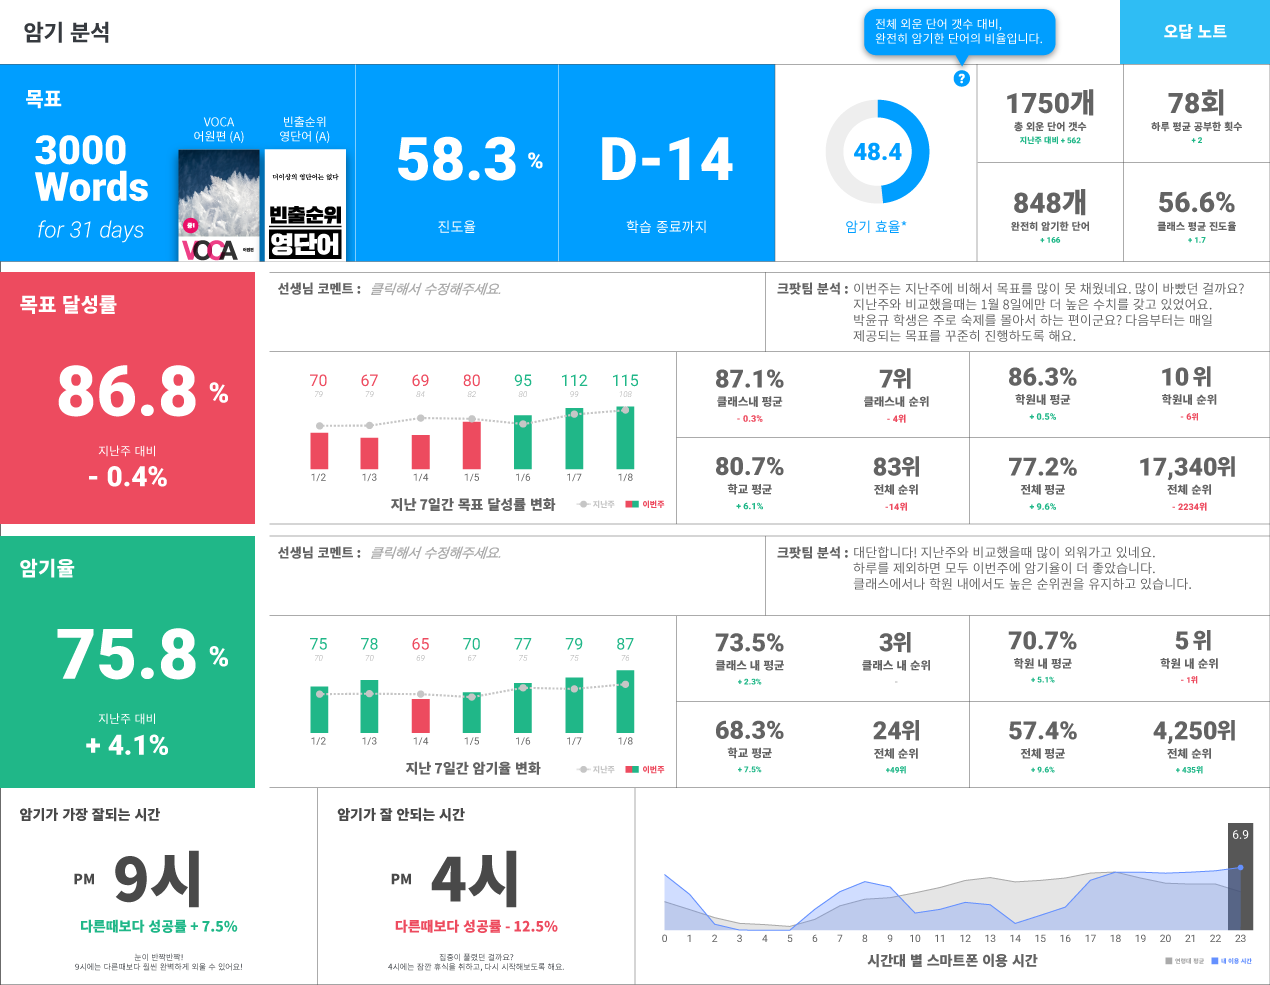 암기 분석
전체 외운 단어 갯수 대비,
완전히 암기한 단어의 비율입니다.
오답 노트
목표
3000
Words
for 31 days
VOCA
어원편 (A)
VOCA
어원편
빈출순위
영단어 (A)
더이상의 영단어는 없다
빈출순위
영단어
58.3 %
진도율
D-14
학습 종료까지
?
48.4
암기 효율*
1750개
총 외운 단어 갯수
지난주 대비 + 562
78회
하루 평균 공부한 횟수
+ 2
848개
완전히 암기한 단어
+ 166
56.6%
클래스 평균 진도율
+ 1.7
목표 달성률
86.8 %
지난주 대비
- 0.4%
선생님 코멘트 : 클릭해서 수정해주세요.
크팟팀 분석 : 이번주는 지난주에 비해서 목표를 많이 못 채웠네요. 많이 바빴던 걸까요?
지난주와 비교했을때는 1월 8일에만 더 높은 수치를 갖고 있었어요.
박윤규 학생은 주로 숙제를 몰아서 하는 편이군요? 다음부터는 매일
제공되는 목표를 꾸준히 진행하도록 해요.
70 67 69 80 95 112 115
79 79 84 82 80 99 108
1/2 1/3 1/4 1/5 1/6 1/7 1/8
지난 7일간 목표 달성률 변화
지난주 이번주
87.1%
클래스내 평균
- 0.3%
7위
클래스내 순위
- 4위
86.3%
학원내 평균
+ 0.5%
10 위
학원내 순위
- 6위
80.7%
학교 평균
+ 6.1%
83위
전체 순위
-14위
77.2%
전체 평균
+ 9.6%
17,340위
전체 순위
- 2234위
암기율
75.8 %
지난주 대비
+ 4.1%
선생님 코멘트 : 클릭해서 수정해주세요.
크팟팀 분석 : 대단합니다! 지난주와 비교했을때 많이 외워가고 있네요.
하루를 제외하면 모두 이번주에 암기율이 더 좋았습니다.
클래스에서나 학원 내에서도 높은 순위권을 유지하고 있습니다.
75 78 65 70 77 79 87
70 70 69 67 75 75 76
1/2 1/3 1/4 1/5 1/6 1/7 1/8
지난 7일간 암기율 변화
지난주 이번주
73.5%
클래스 내 평균
+ 2.3%
3위
클래스 내 순위
-
70.7%
학원 내 평균
+ 5.1%
5 위
학원 내 순위
- 1위
68.3%
학교 평균
+ 7.5%
24위
전체 순위
+49위
57.4%
전체 평균
+ 9.6%
4,250위
전체 순위
+ 435위
암기가 가장 잘되는 시간
PM 9시
다른때보다 성공률 + 7.5%
눈이 반짝반짝!
9시에는 다른때보다 훨씬 완벽하게 외울 수 있어요!
암기가 잘 안되는 시간
PM 4시
다른때보다 성공률 - 12.5%
집중이 풀렸던 걸까요?
4시에는 잠깐 휴식을 취하고, 다시 시작해보도록 해요.
6.9
0 1 2 3 4 5 6 7 8 9 10 11 12 13 14 15 16 17 18 19 20 21 22 23
시간대 별 스마트폰 이용 시간
연령대 평균 내 이용 시간